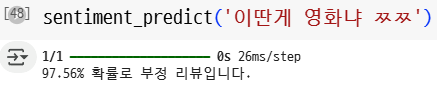 [48] sentiment_predict('이딴게 영화냐 ㅉㅉ')
1/1 ━━━━━━━━━━━━━━━━━━━━ 0s 26ms/step
97.56% 확률로 부정 리뷰입니다.